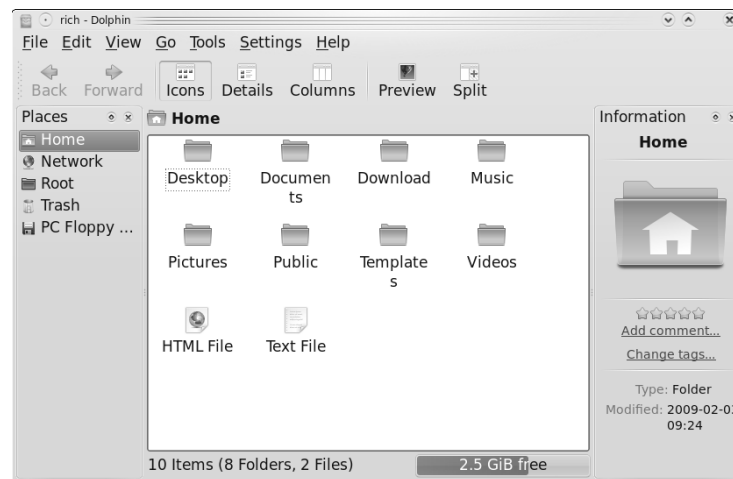 rich - Dolphin
File Edit View Go Tools Settings Help
Back Forward Icons Details Columns Preview Split
Places
Home
Network
Root
Trash
PC Floppy ...
Home
Desktop
Documen
ts
Download
Music
Pictures
Public
Template
s
Videos
HTML File
Text File
10 Items (8 Folders, 2 Files)
2.5 GiB free
Information
Home
Add comment...
Change tags...
Type: Folder
Modified: 2009-02-0
09:24